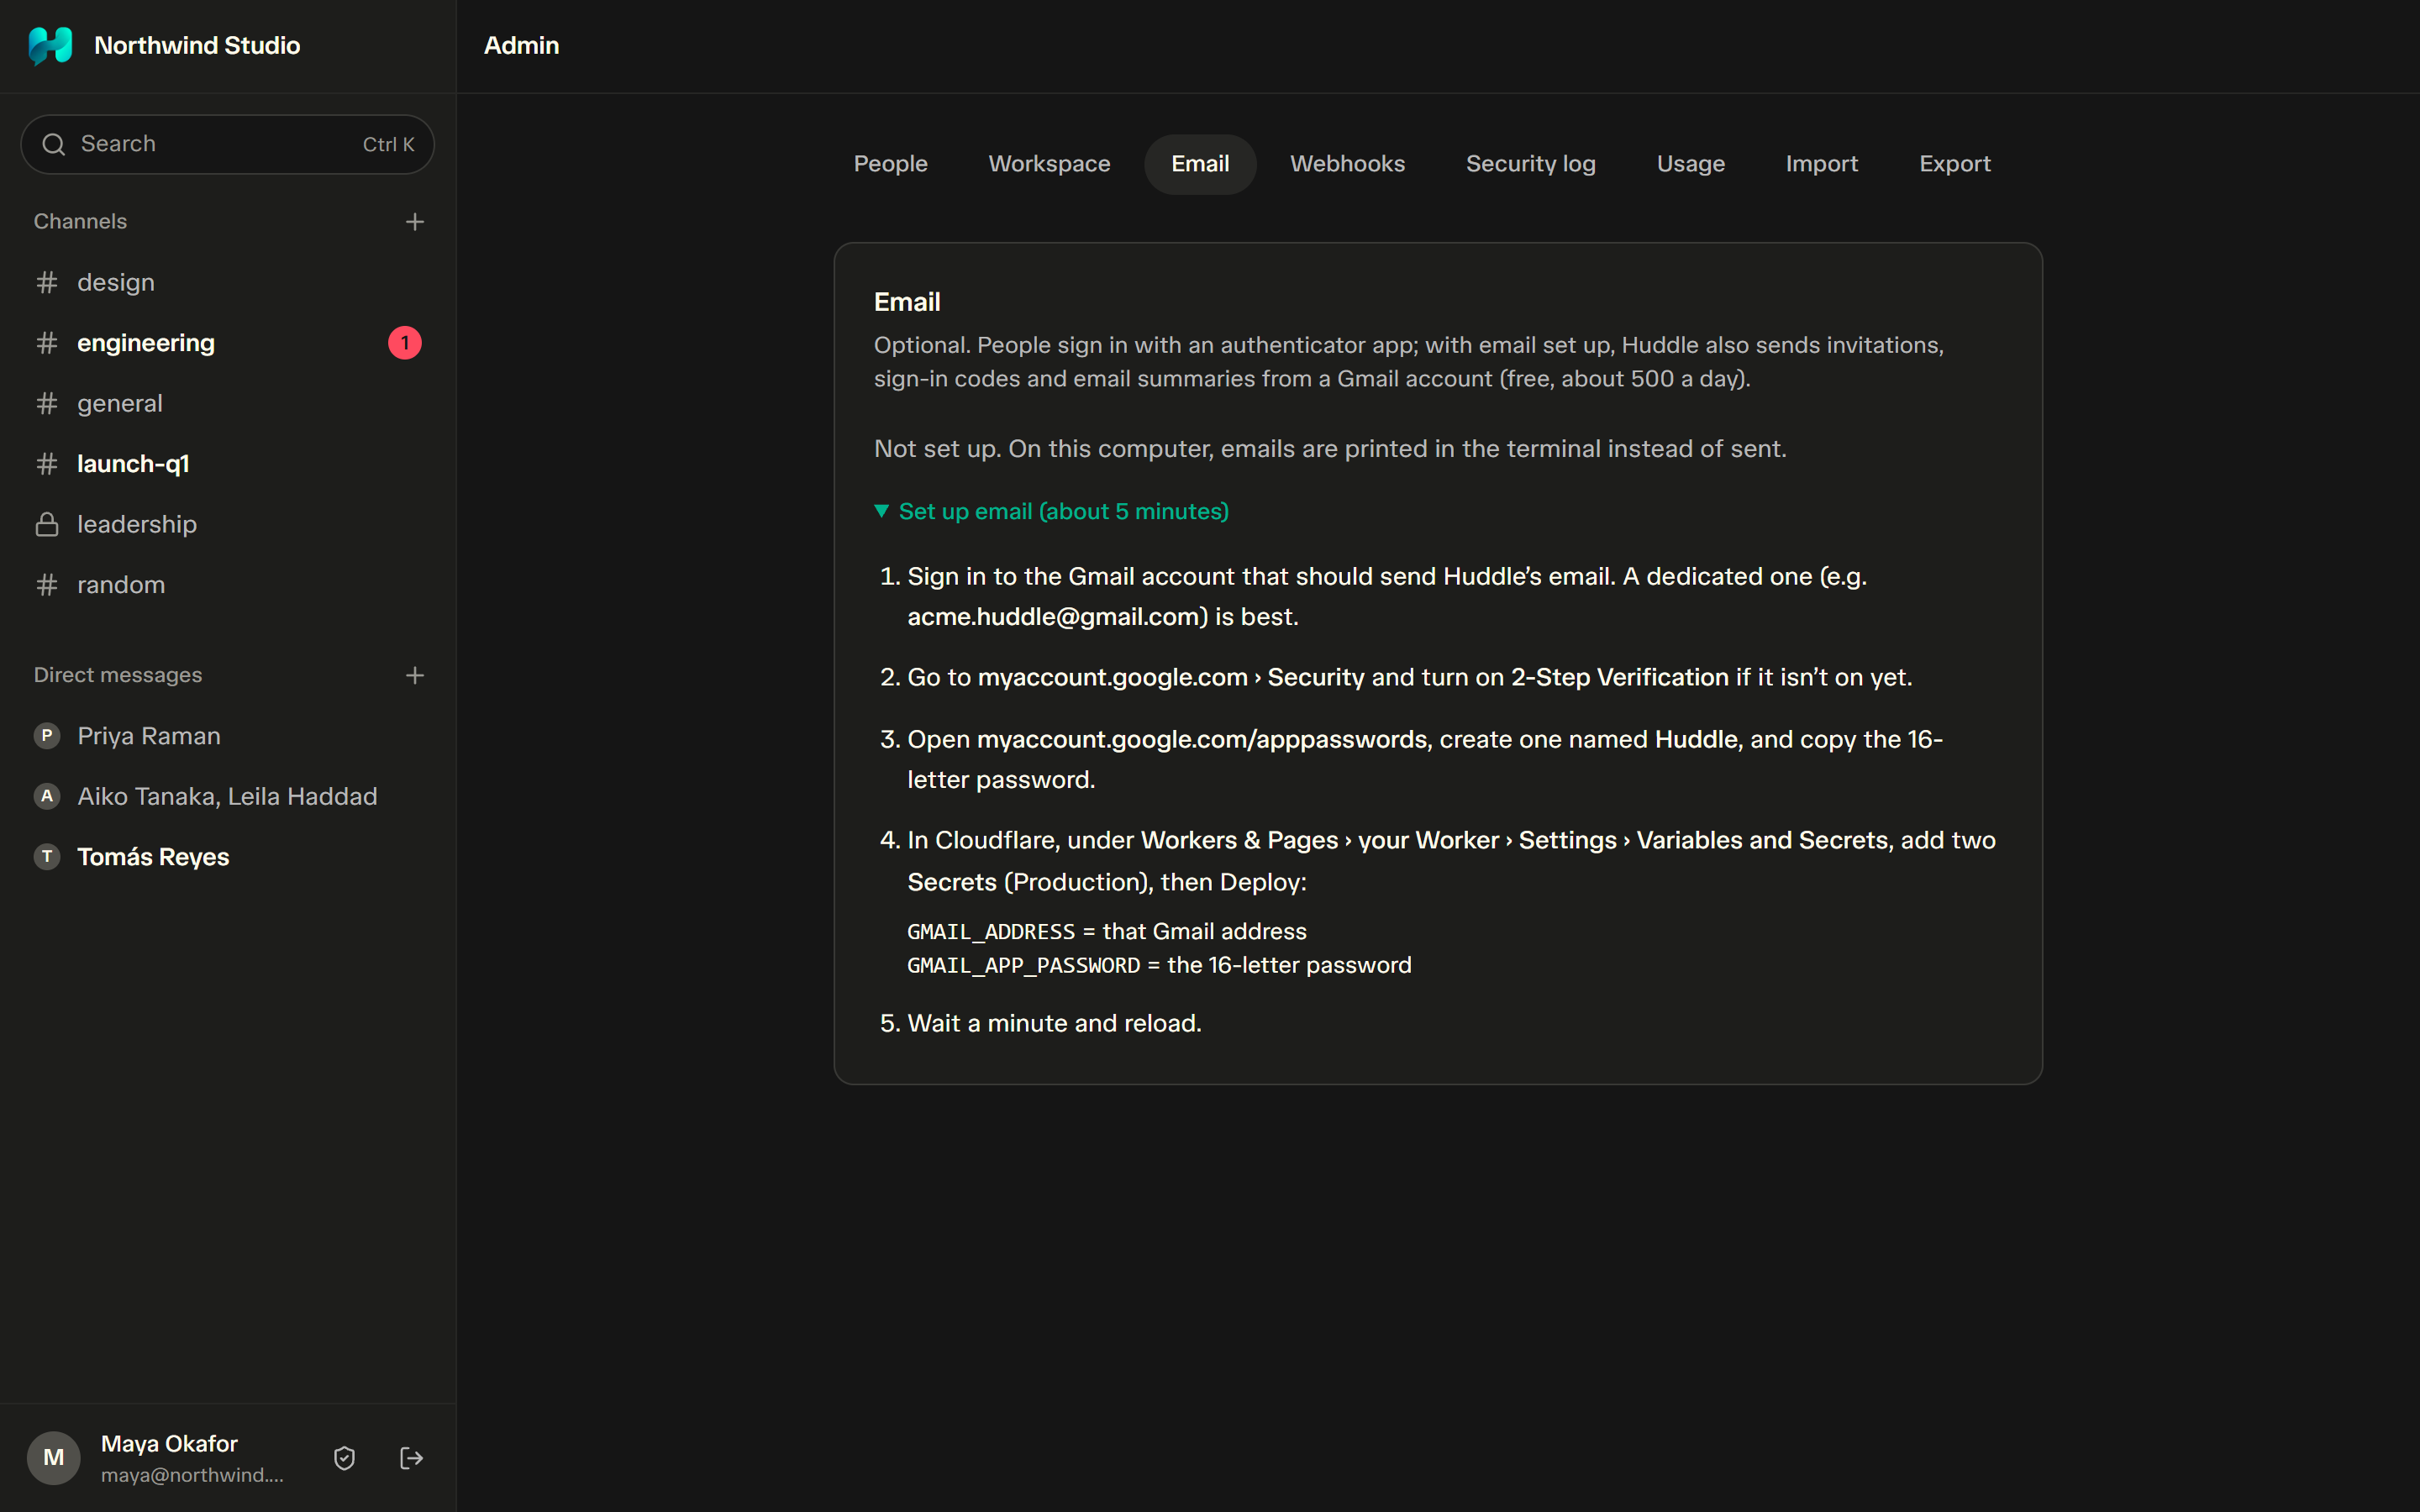 Northwind Studio
Admin
Search
Ctrl K
Channels
design
engineering
1
general
launch-q1
leadership
random
Direct messages
P
Priya Raman
A
Aiko Tanaka, Leila Haddad
T
Tomás Reyes
M
Maya Okafor
maya@northwind....
People
Workspace
Email
Webhooks
Security log
Usage
Import
Export
Email
Optional. People sign in with an authenticator app; with email set up, Huddle also sends invitations,
sign-in codes and email summaries from a Gmail account (free, about 500 a day).
Not set up. On this computer, emails are printed in the terminal instead of sent.
▼ Set up email (about 5 minutes)
1. Sign in to the Gmail account that should send Huddle’s email. A dedicated one (e.g.
acme.huddle@gmail.com) is best.
2. Go to myaccount.google.com › Security and turn on 2-Step Verification if it isn’t on yet.
3. Open myaccount.google.com/apppasswords, create one named Huddle, and copy the 16-
letter password.
4. In Cloudflare, under Workers & Pages › your Worker › Settings › Variables and Secrets, add two
Secrets (Production), then Deploy:
GMAIL_ADDRESS = that Gmail address
GMAIL_APP_PASSWORD = the 16-letter password
5. Wait a minute and reload.